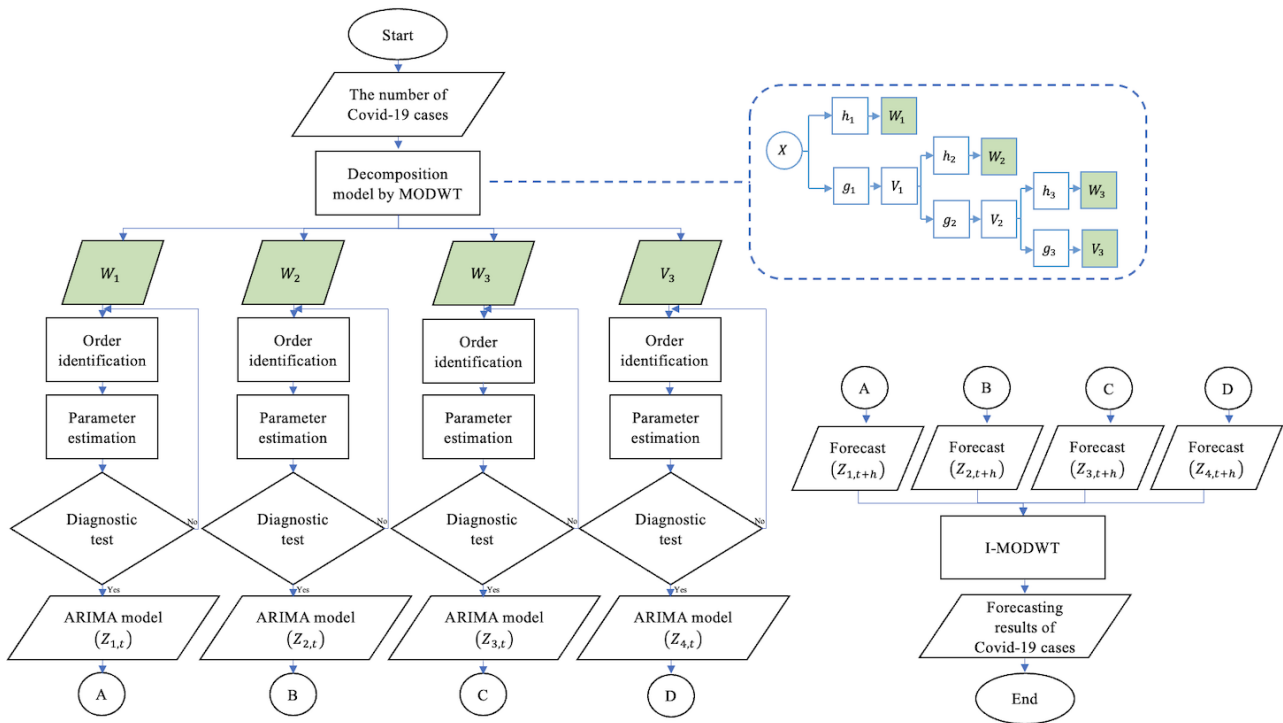 Start
The number of
Covid-19 cases
Decomposition
model by MODWT
X
h₁
W₁
g₁
V₁
h₂
W₂
g₂
V₂
h₃
W₃
g₃
V₃
W₁
W₂
W₃
V₃
Order
identification
Order
identification
Order
identification
Order
identification
Parameter
estimation
Parameter
estimation
Parameter
estimation
Parameter
estimation
Diagnostic
test
No
Diagnostic
test
No
Diagnostic
test
No
Diagnostic
test
No
Yes
Yes
Yes
Yes
ARIMA model
(Z₁,ₜ)
ARIMA model
(Z₂,ₜ)
ARIMA model
(Z₃,ₜ)
ARIMA model
(Z₄,ₜ)
A
B
C
D
A
B
C
D
Forecast
(Z₁,ₜ₊ₕ)
Forecast
(Z₂,ₜ₊ₕ)
Forecast
(Z₃,ₜ₊ₕ)
Forecast
(Z₄,ₜ₊ₕ)
I-MODWT
Forecasting
results of
Covid-19 cases
End